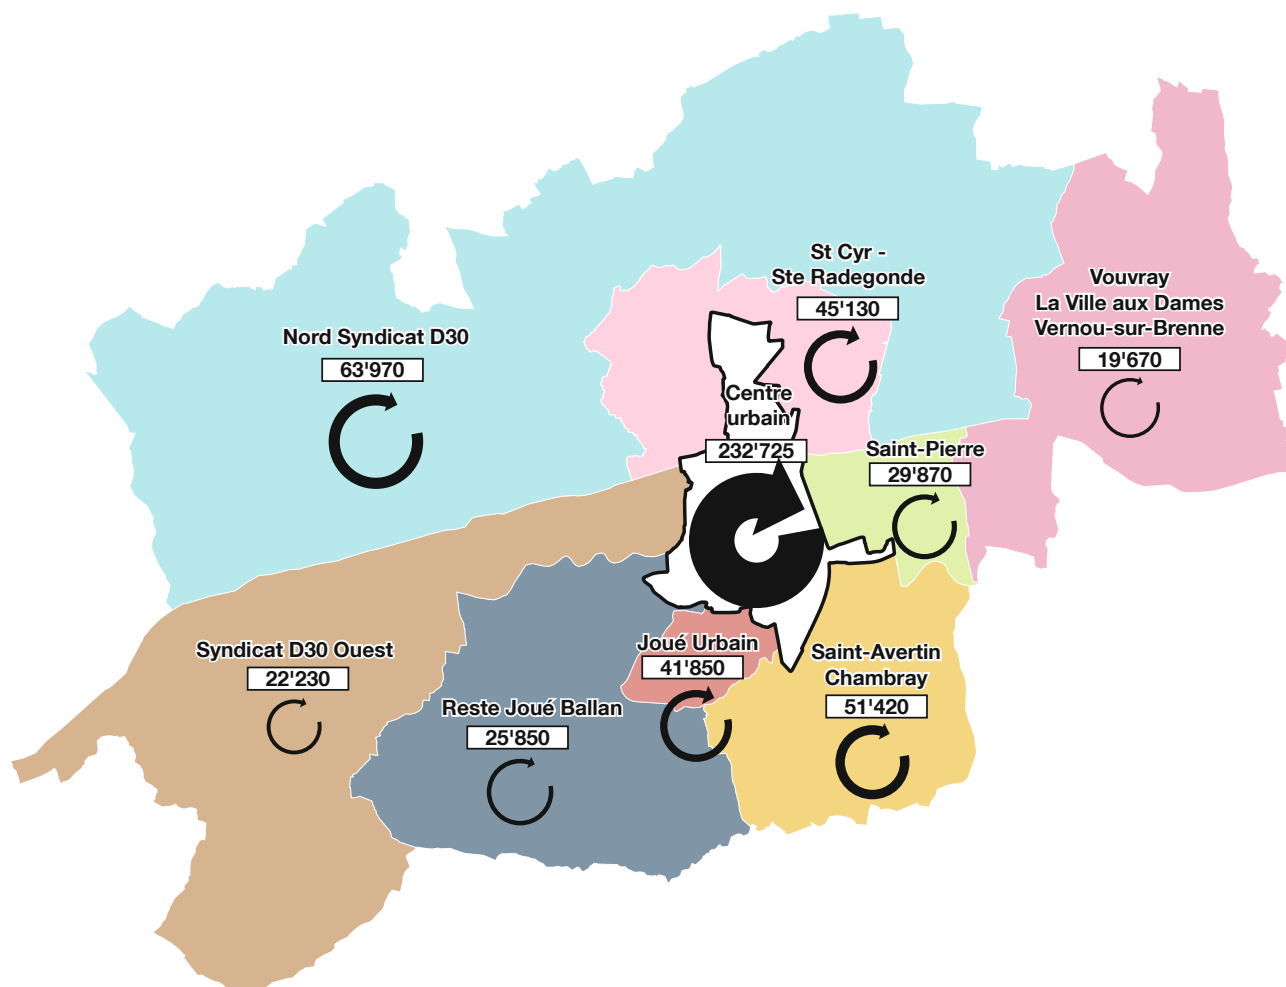 St Cyr -
Ste Radegonde
45'130
Vouvray
La Ville aux Dames
Vernou-sur-Brenne
19'670
Nord Syndicat D30
63'970
Centre
urbain
232'725
Saint-Pierre
29'870
Syndicat D30 Ouest
22'230
Joué Urbain
41'850
Saint-Avertin
Chambray
51'420
Reste Joué Ballan
25'850